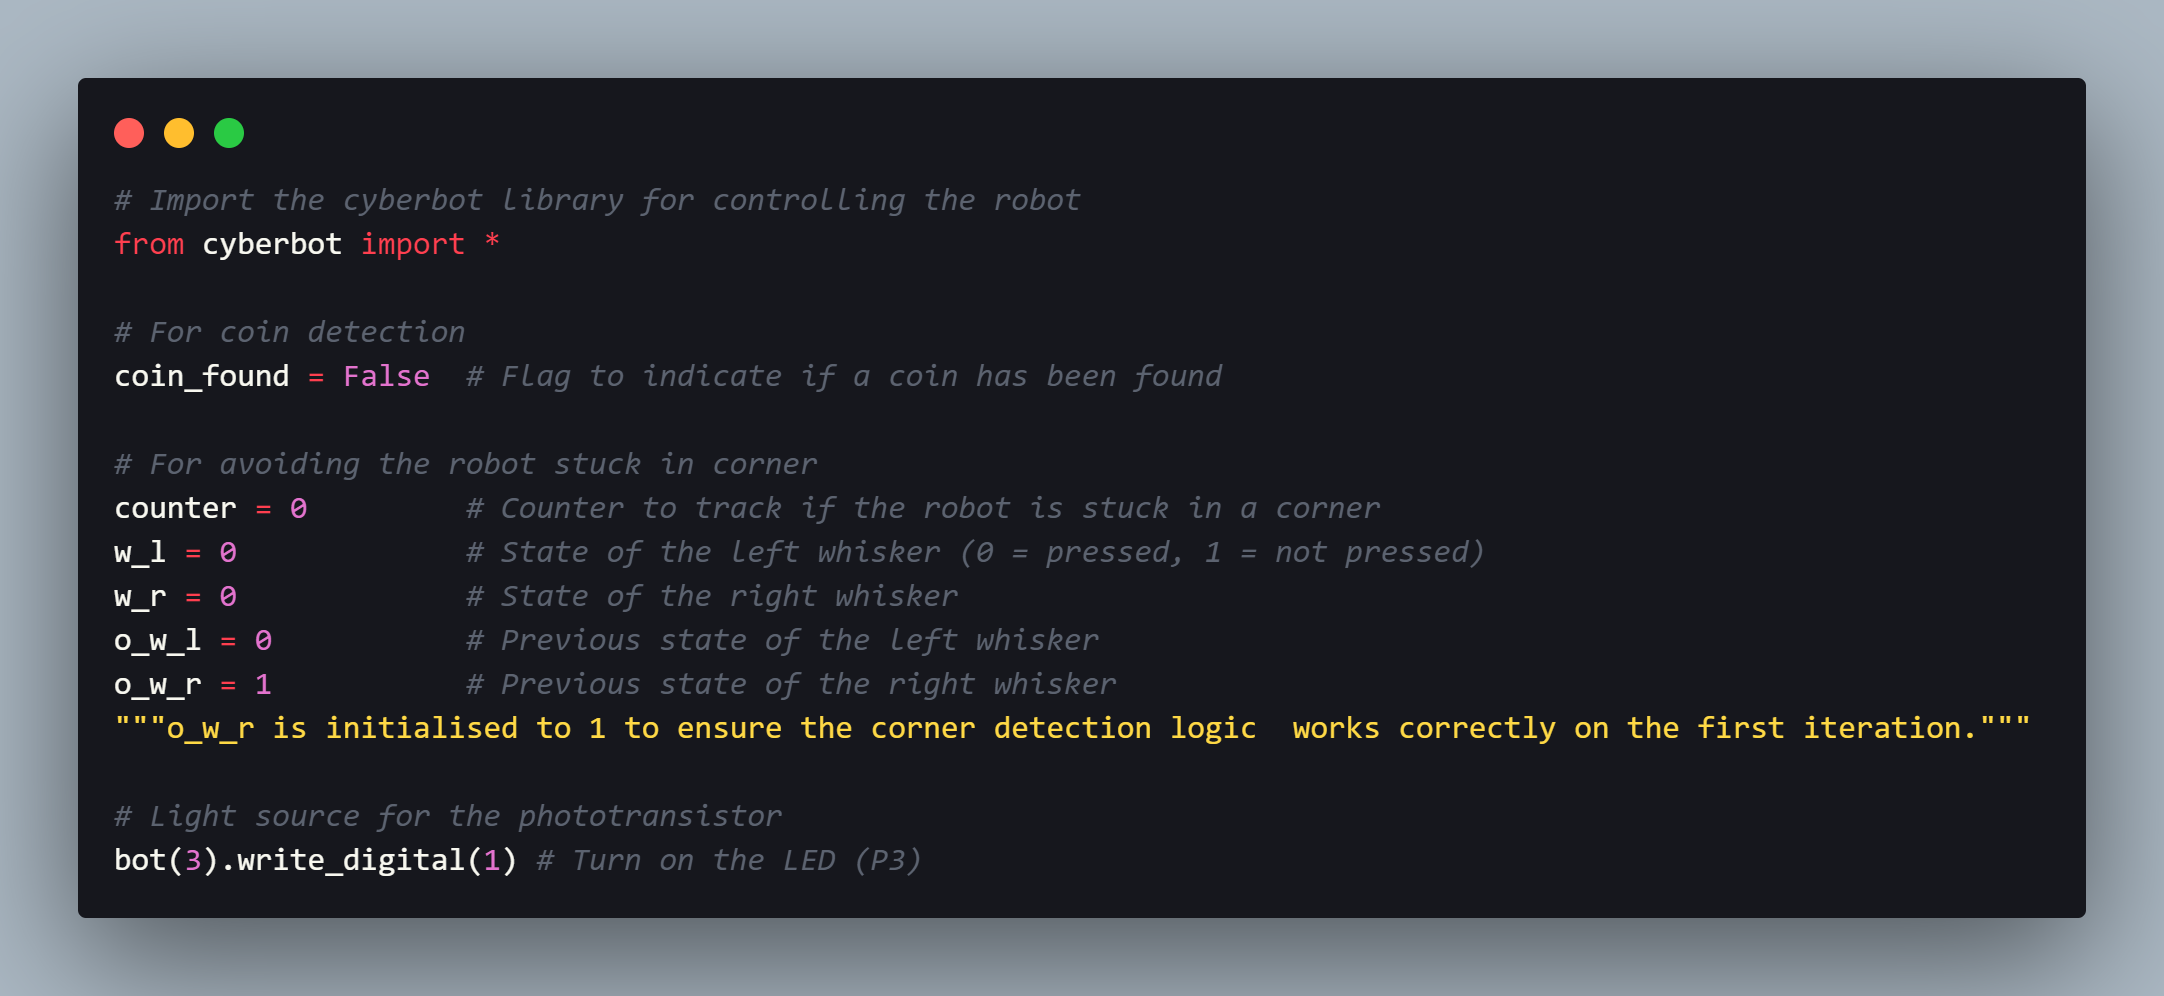 # Import the cyberbot library for controlling the robot
from cyberbot import *
# For coin detection
coin_found = False  # Flag to indicate if a coin has been found
# For avoiding the robot stuck in corner
counter = 0         # Counter to track if the robot is stuck in a corner
w_l = 0             # State of the left whisker (0 = pressed, 1 = not pressed)
w_r = 0             # State of the right whisker
o_w_l = 0           # Previous state of the left whisker
o_w_r = 1           # Previous state of the right whisker
"""o_w_r is initialised to 1 to ensure the corner detection logic  works correctly on the first iteration."""
# Light source for the phototransistor
bot(3).write_digital(1) # Turn on the LED (P3)